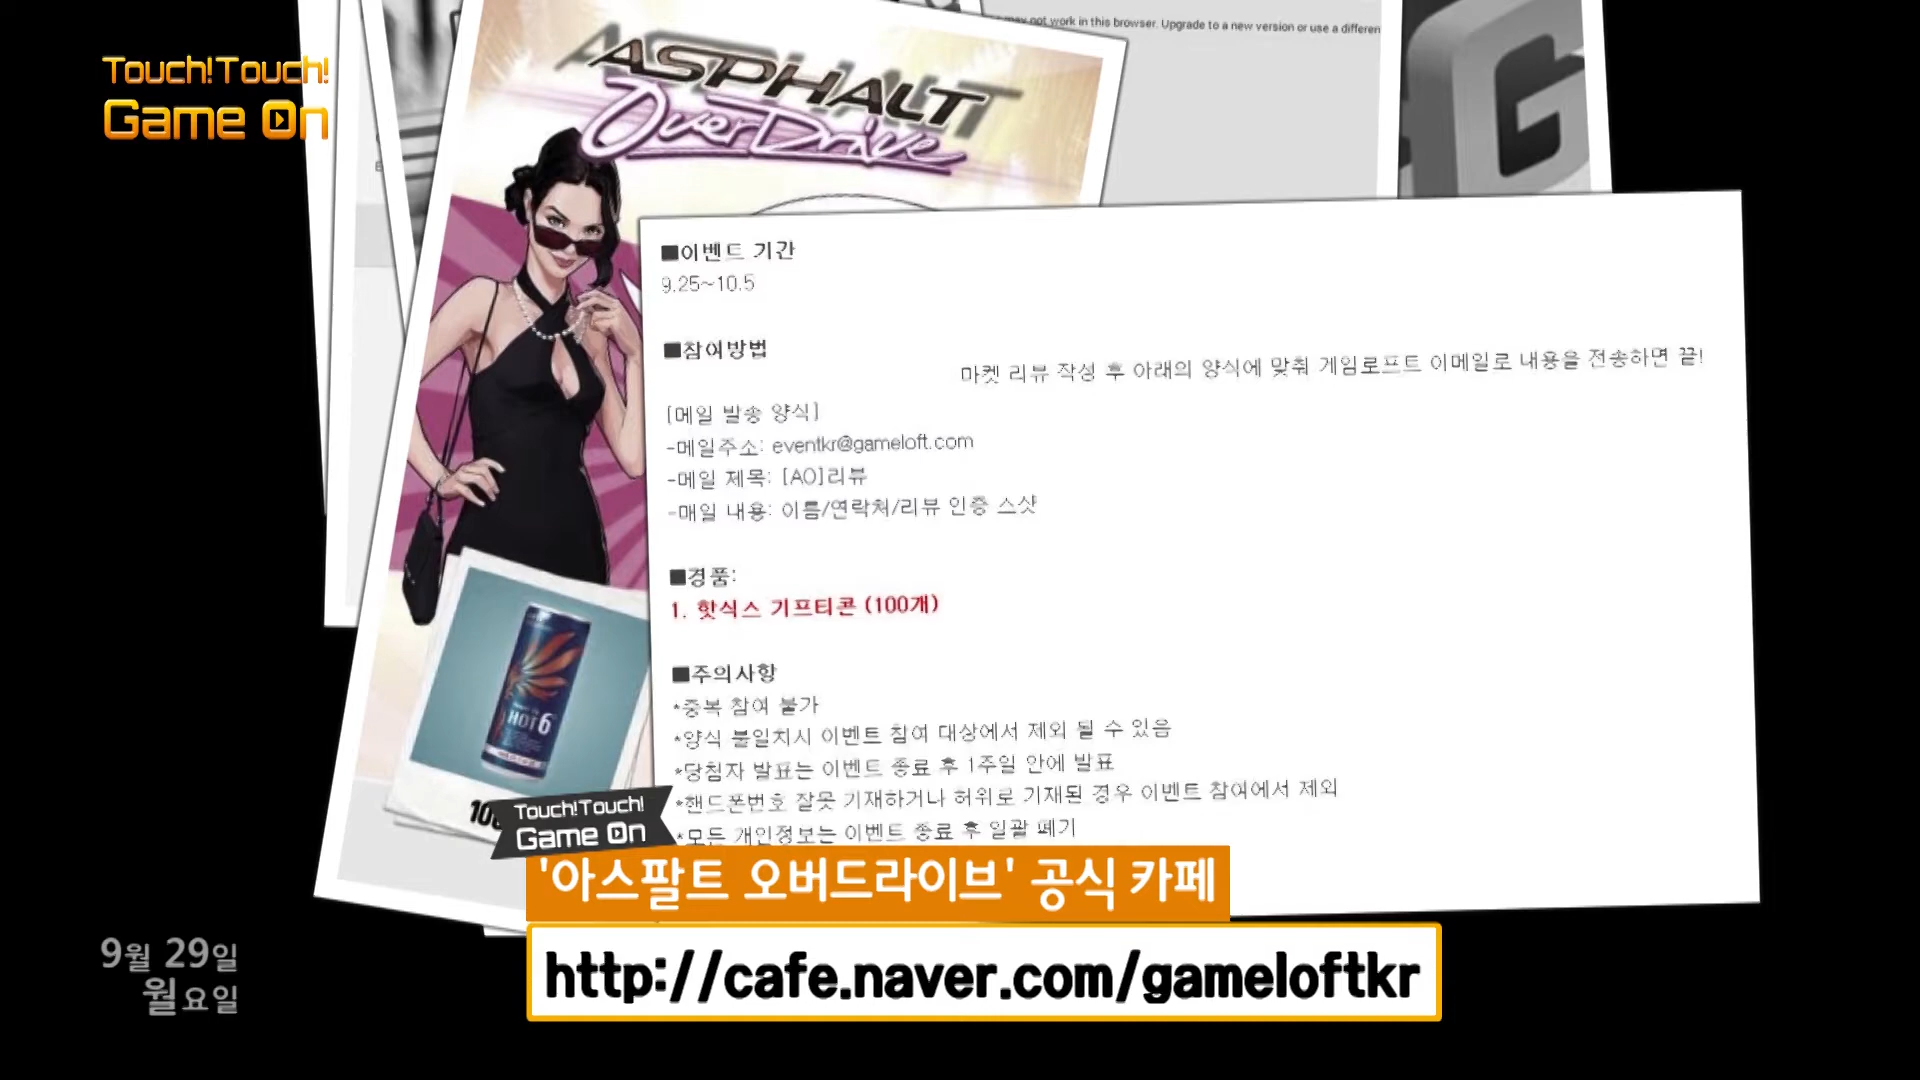 Touch!Touch!
Game On
may not work in this browser. Upgrade to a new version or use a differen
ASPHALT
OverDrive
G
■이벤트 기간
9.25~10.5
■참여방법
마켓 리뷰 작성 후 아래의 양식에 맞춰 게임로프트 이메일로 내용을 전송하면 끝!
[메일 발송 양식]
-메일주소: eventkr@gameloft.com
-메일 제목: [AO]리뷰
-매일 내용: 이름/연락처/리뷰 인증 스샷
■경품:
1. 핫식스 기프티콘 (100개)
■주의사항
*중복 참여 불가
*양식 불일치시 이벤트 참여 대상에서 제외 될 수 있음
*당첨자 발표는 이벤트 종료 후 1주일 안에 발표
*핸드폰번호 잘못 기재하거나 허위로 기재된 경우 이벤트 참여에서 제외
*모든 개인정보는 이벤트 종료 후 일괄 폐기
HOT6
Touch!Touch!
Game On
'아스팔트 오버드라이브' 공식 카페
http://cafe.naver.com/gameloftkr
9월 29일
월요일